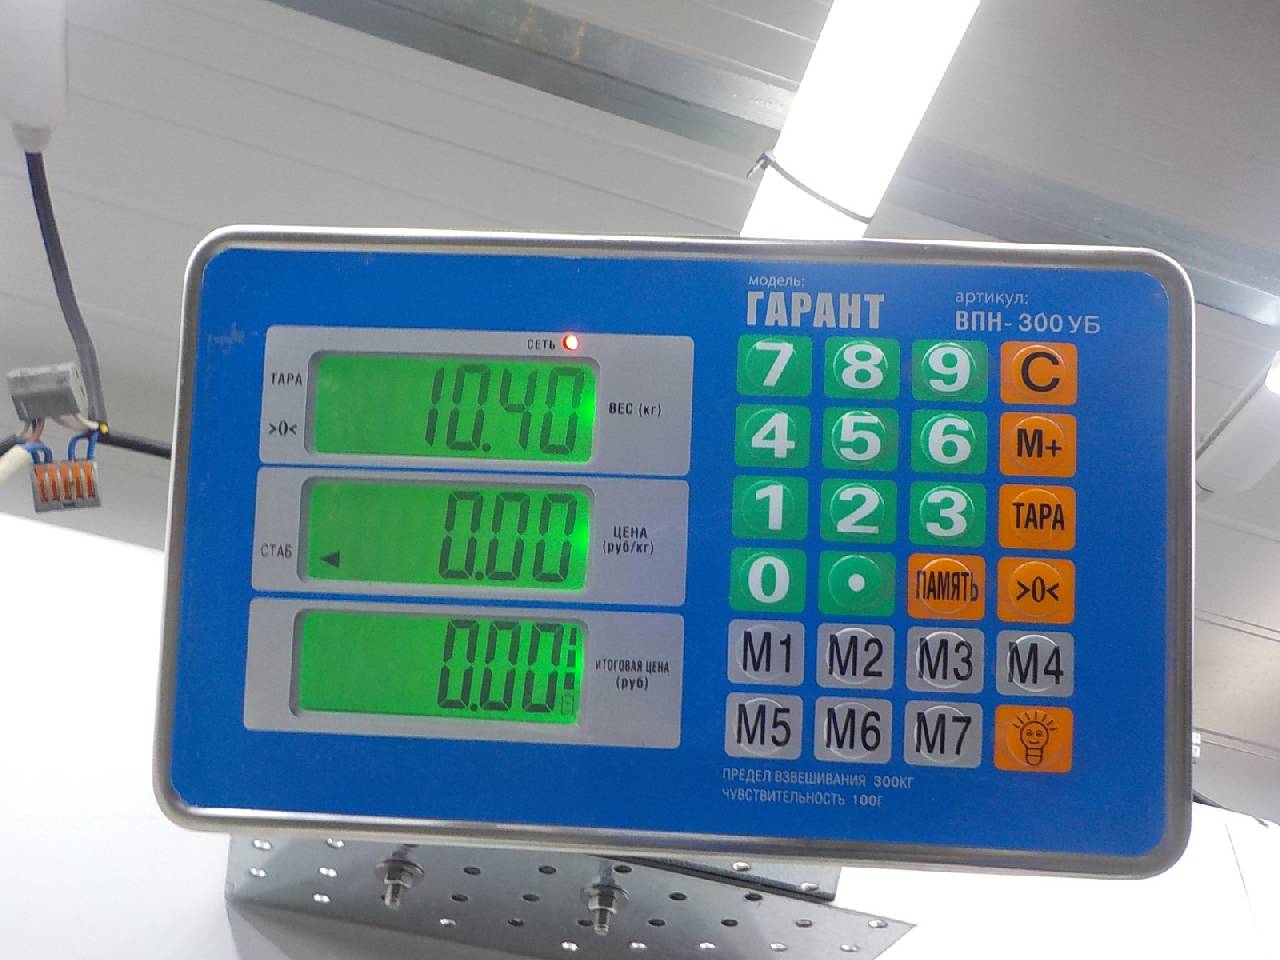 модель:
ГАРАНТ
артикул:
ВПН-300УБ
СЕТЬ
ТАРА
>0<
10.40
ВЕС (кг)
СТАБ
0.00
ЦЕНА
(руб/кг)
0.00
ИТОГОВАЯ ЦЕНА
(руб)
7 8 9 C
4 5 6 M+
1 2 3 ТАРА
0 . ПАМЯТЬ >0<
M1 M2 M3 M4
M5 M6 M7
ПРЕДЕЛ ВЗВЕШИВАНИЯ 300КГ
ЧУВСТВИТЕЛЬНОСТЬ 100Г